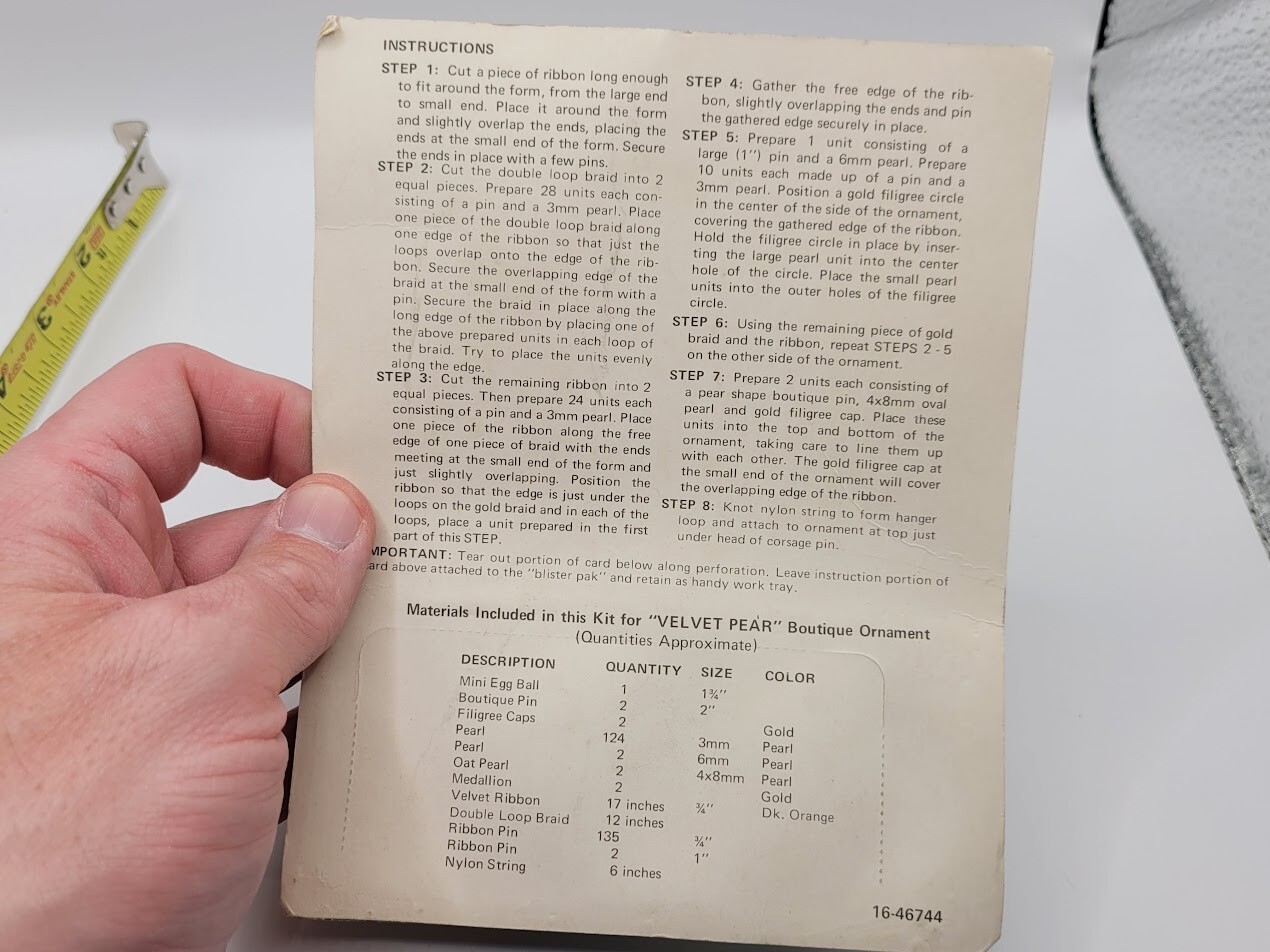 INSTRUCTIONS
STEP 1: Cut a piece of ribbon long enough
to fit around the form, from the large end
to small end. Place it around the form
and slightly overlap the ends, placing the
ends at the small end of the form. Secure
the ends in place with a few pins.
STEP 2: Cut the double loop braid into 2
equal pieces. Prepare 28 units each con-
sisting of a pin and a 3mm pearl. Place
one piece of the double loop braid along
one edge of the ribbon so that just the
loops overlap onto the edge of the rib-
bon. Secure the overlapping edge of the
braid at the small end of the form with a
pin. Secure the braid in place along the
long edge of the ribbon by placing one of
the above prepared units in each loop of
the braid. Try to place the units evenly
along the edge.
STEP 3: Cut the remaining ribbon into 2
equal pieces. Then prepare 24 units each
consisting of a pin and a 3mm pearl. Place
one piece of the ribbon along the free
edge of one piece of braid with the ends
meeting at the small end of the form and
just slightly overlapping. Position the
ribbon so that the edge is just under the
loops on the gold braid and in each of the
loops, place a unit prepared in the first
part of this STEP.
STEP 4: Gather the free edge of the rib-
bon, slightly overlapping the ends and pin
the gathered edge securely in place.
STEP 5: Prepare 1 unit consisting of a
large (1") pin and a 6mm pearl. Prepare
10 units each made up of a pin and a
3mm pearl. Position a gold filigree circle
in the center of the side of the ornament,
covering the gathered edge of the ribbon.
Hold the filigree circle in place by inser-
ting the large pearl unit into the center
hole of the circle. Place the small pearl
units into the outer holes of the filigree
circle.
STEP 6: Using the remaining piece of gold
braid and the ribbon, repeat STEPS 2 - 5
on the other side of the ornament.
STEP 7: Prepare 2 units each consisting of
a pear shape boutique pin, 4x8mm oval
pearl and gold filigree cap. Place these
units into the top and bottom of the
ornament, taking care to line them up
with each other. The gold filigree cap at
the small end of the ornament will cover
the overlapping edge of the ribbon.
STEP 8: Knot nylon string to form hanger
loop and attach to ornament at top just
under head of corsage pin.
MPORTANT: Tear out portion of card below along perforation. Leave instruction portion of
ard above attached to the "blister pak" and retain as handy work tray.
Materials Included in this Kit for "VELVET PEAR" Boutique Ornament
(Quantities Approximate)
DESCRIPTION QUANTITY SIZE COLOR
Mini Egg Ball 1 1¾"
Boutique Pin 2 2"
Filigree Caps 2 Gold
Pearl 124 3mm Pearl
Pearl 2 6mm Pearl
Oat Pearl 2 4x8mm Pearl
Medallion 2 Gold
Velvet Ribbon 17 inches ¾" Dk. Orange
Double Loop Braid 12 inches
Ribbon Pin 135 ¾"
Ribbon Pin 2 1"
Nylon String 6 inches
16-46744
1
2
3
4